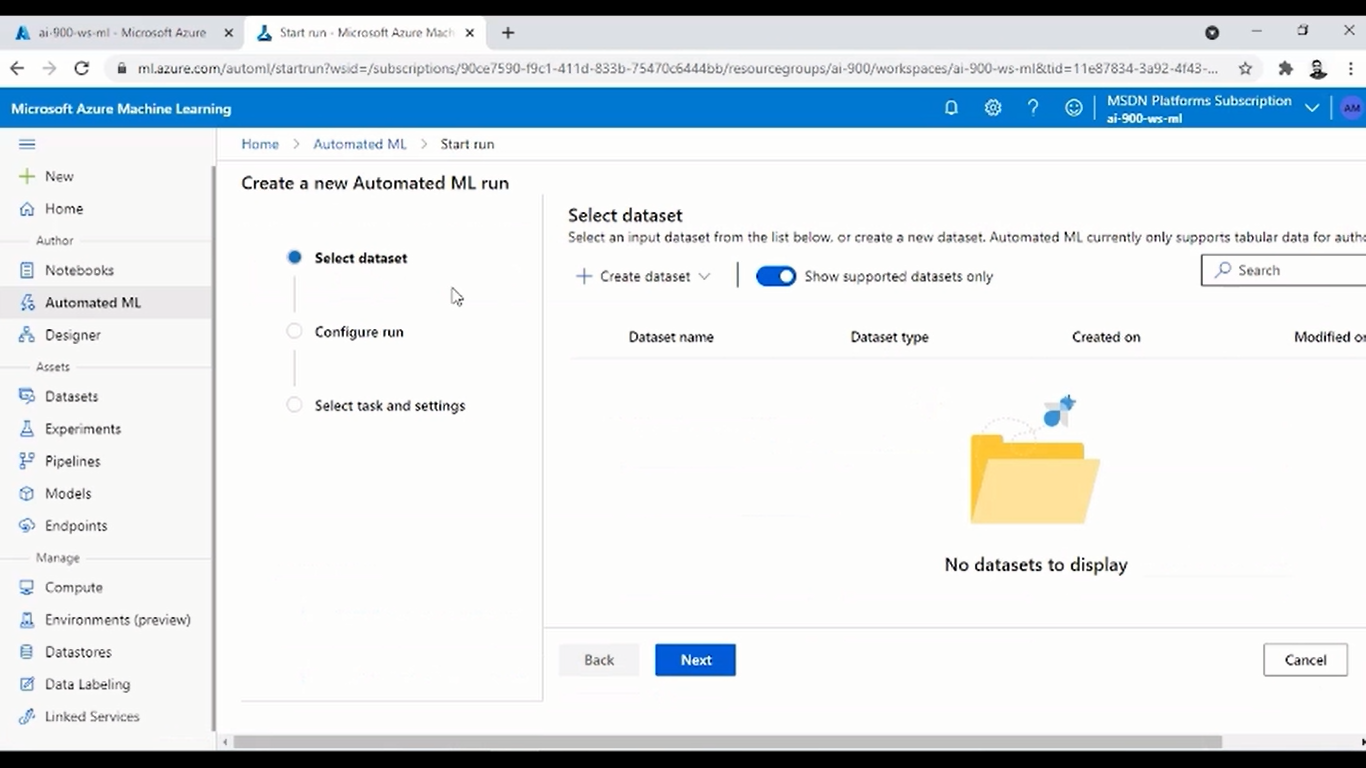 ai-900-ws-ml - Microsoft Azure
Start run - Microsoft Azure Mach
ml.azure.com/automl/startrun?wsid=/subscriptions/90ce7590-f9c1-411d-833b-75470c6444bb/resourcegroups/ai-900/workspaces/ai-900-ws-ml&tid=11e87834-3a92-4f43-...
Microsoft Azure Machine Learning
MSDN Platforms Subscription
ai-900-ws-ml
AM
New
Home
Author
Notebooks
Automated ML
Designer
Assets
Datasets
Experiments
Pipelines
Models
Endpoints
Manage
Compute
Environments (preview)
Datastores
Data Labeling
Linked Services
Home > Automated ML > Start run
Create a new Automated ML run
Select dataset
Configure run
Select task and settings
Select dataset
Select an input dataset from the list below, or create a new dataset. Automated ML currently only supports tabular data for autho
Create dataset
Show supported datasets only
Search
Dataset name Dataset type Created on Modified on
No datasets to display
Back
Next
Cancel